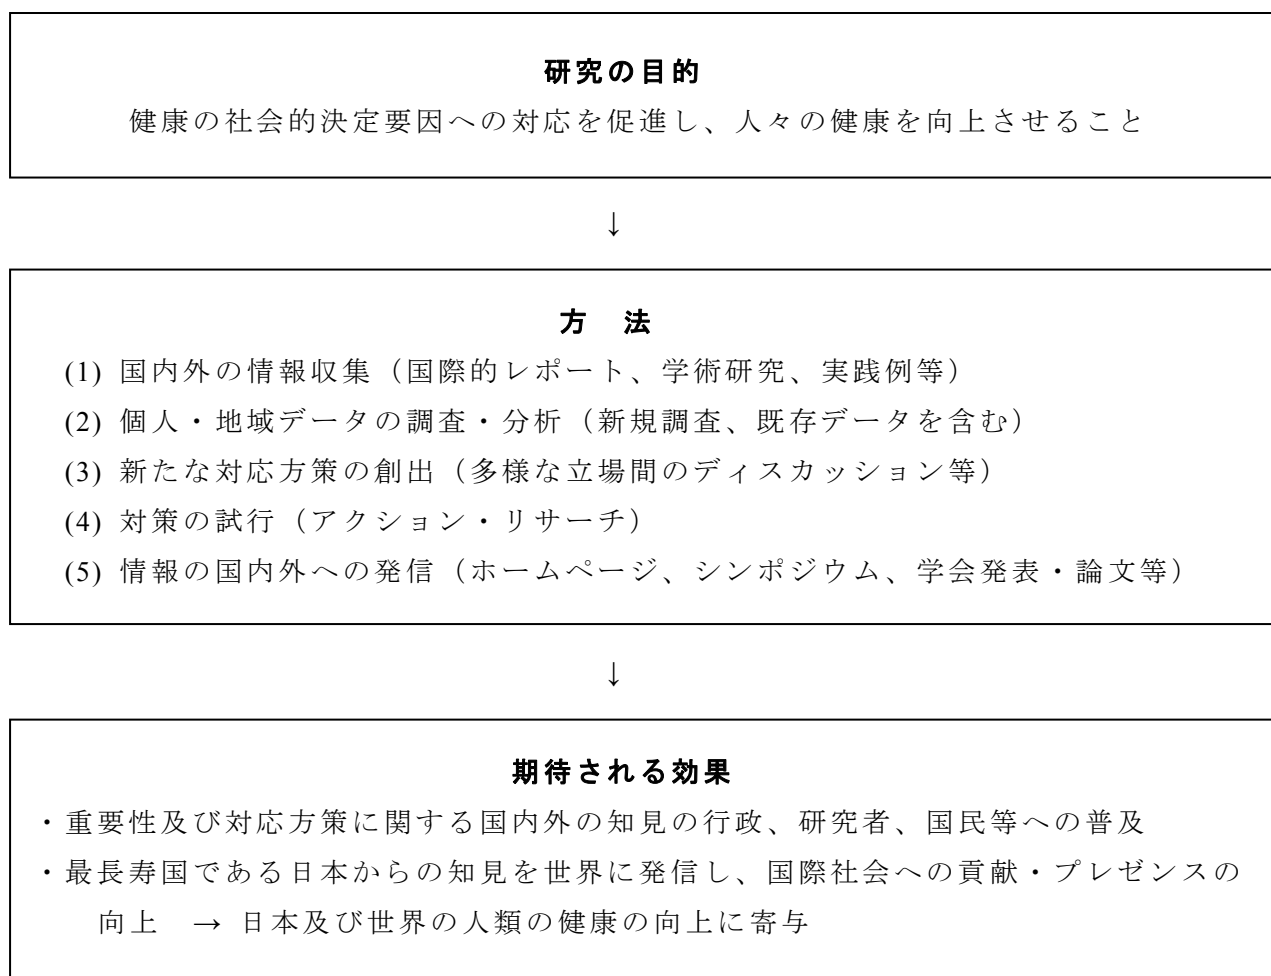 研究の目的
健康の社会的決定要因への対応を促進し、人々の健康を向上させること
↓
方　法
(1) 国内外の情報収集（国際的レポート、学術研究、実践例等）
(2) 個人・地域データの調査・分析（新規調査、既存データを含む）
(3) 新たな対応方策の創出（多様な立場間のディスカッション等）
(4) 対策の試行（アクション・リサーチ）
(5) 情報の国内外への発信（ホームページ、シンポジウム、学会発表・論文等）
↓
期待される効果
・重要性及び対応方策に関する国内外の知見の行政、研究者、国民等への普及
・最長寿国である日本からの知見を世界に発信し、国際社会への貢献・プレゼンスの
向上　→ 日本及び世界の人類の健康の向上に寄与